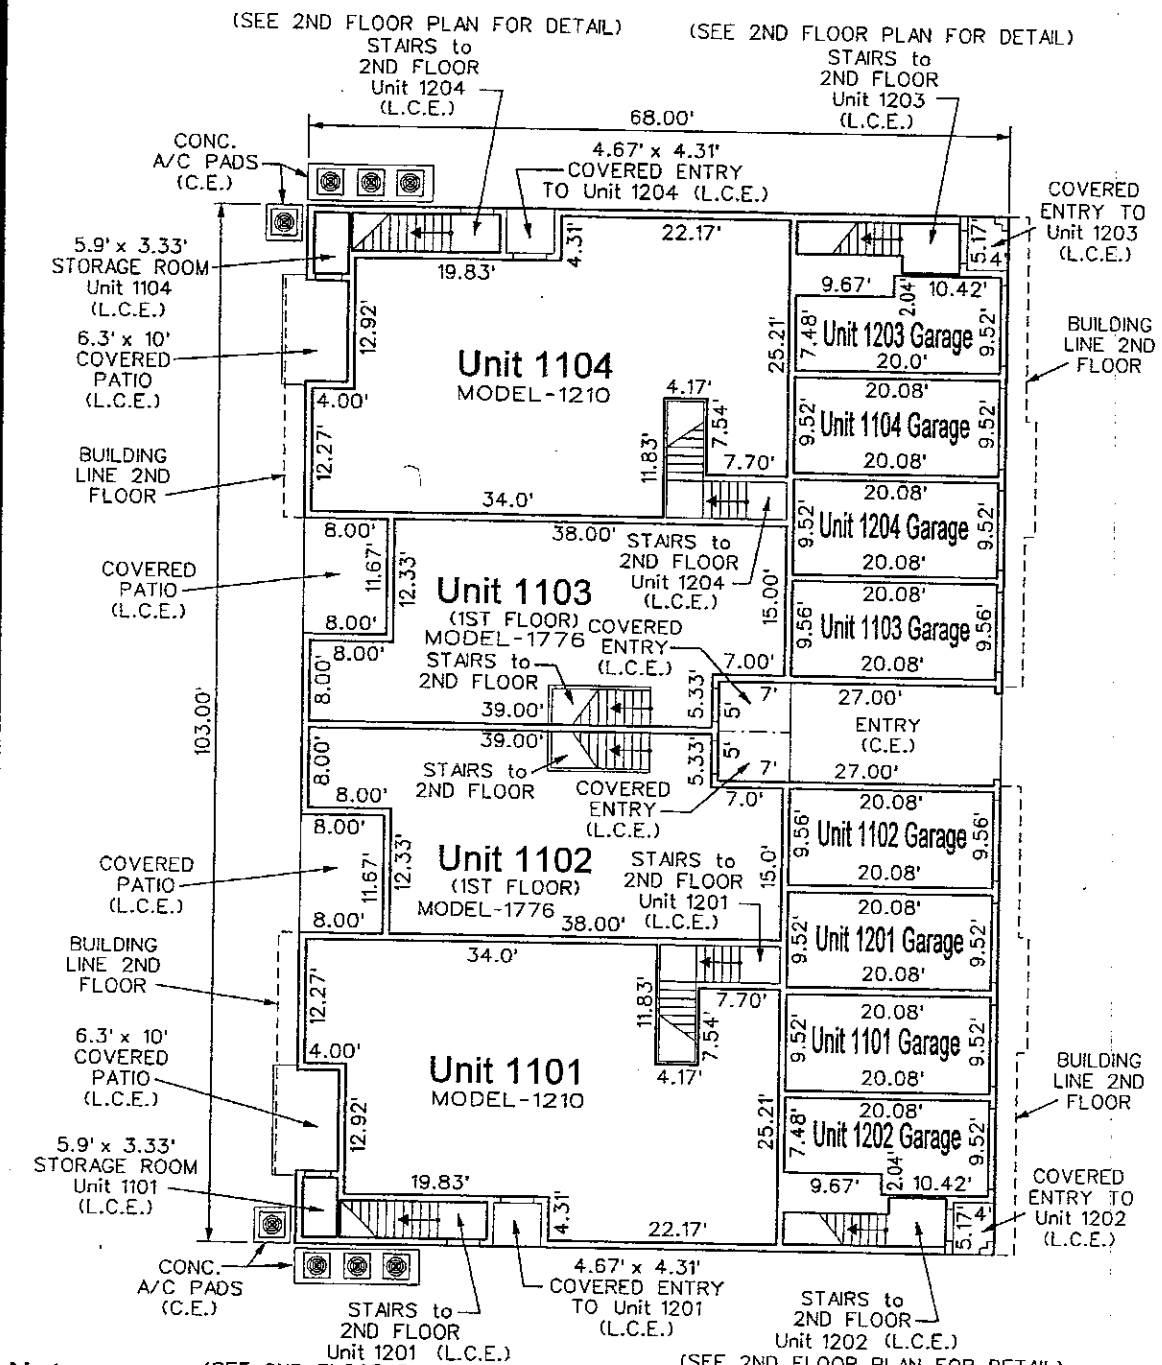 (SEE 2ND FLOOR PLAN FOR DETAIL)
STAIRS to
2ND FLOOR
Unit 1204
(L.C.E.)
(SEE 2ND FLOOR PLAN FOR DETAIL)
STAIRS to
2ND FLOOR
Unit 1203
(L.C.E.)
68.00'
CONC.
A/C PADS
(C.E.)
4.67' x 4.31'
COVERED ENTRY
TO Unit 1204 (L.C.E.)
COVERED
ENTRY TO
Unit 1203
(L.C.E.)
5.9' x 3.33'
STORAGE ROOM
Unit 1104
(L.C.E.)
19.83'
4.31'
22.17'
5.17'
4'
9.67'
2.04'
10.42'
6.3' x 10'
COVERED
PATIO
(L.C.E.)
12.92'
Unit 1104
MODEL-1210
25.21'
7.48'
Unit 1203 Garage
9.52'
20.0'
BUILDING
LINE 2ND
FLOOR
4.00'
12.27'
4.17'
7.54'
11.83'
7.70'
20.08'
9.52'
Unit 1104 Garage
9.52'
20.08'
BUILDING
LINE 2ND
FLOOR
34.0'
20.08'
9.52'
Unit 1204 Garage
9.52'
20.08'
8.00'
38.00'
STAIRS to
2ND FLOOR
Unit 1204
(L.C.E.)
COVERED
PATIO
(L.C.E.)
11.67'
12.33'
Unit 1103
(1ST FLOOR)
MODEL-1776
15.00'
20.08'
9.56'
Unit 1103 Garage
9.56'
20.08'
8.00'
8.00'
8.00'
COVERED
ENTRY
(L.C.E.)
STAIRS to
2ND FLOOR
7.00'
5.33'
39.00'
7'
5'
27.00'
ENTRY
(C.E.)
103.00'
39.00'
8.00'
STAIRS to
2ND FLOOR
5.33'
5'
7'
27.00'
8.00'
COVERED
ENTRY
(L.C.E.)
7.0'
20.08'
9.56'
Unit 1102 Garage
9.56'
20.08'
8.00'
COVERED
PATIO
(L.C.E.)
11.67'
12.33'
Unit 1102
(1ST FLOOR)
MODEL-1776
STAIRS to
2ND FLOOR
Unit 1201
(L.C.E.)
15.0'
8.00'
38.00'
20.08'
9.52'
Unit 1201 Garage
9.52'
20.08'
BUILDING
LINE 2ND
FLOOR
34.0'
12.27'
11.83'
7.70'
7.54'
4.17'
20.08'
9.52'
Unit 1101 Garage
9.52'
20.08'
6.3' x 10'
COVERED
PATIO
(L.C.E.)
4.00'
12.92'
Unit 1101
MODEL-1210
25.21'
BUILDING
LINE 2ND
FLOOR
20.08'
7.48'
Unit 1202 Garage
9.52'
9.67'
2.04'
10.42'
5.9' x 3.33'
STORAGE ROOM
Unit 1101
(L.C.E.)
19.83'
4.31'
22.17'
5.17'
4'
COVERED
ENTRY TO
Unit 1202
(L.C.E.)
CONC.
A/C PADS
(C.E.)
4.67' x 4.31'
COVERED ENTRY
TO Unit 1201
(L.C.E.)
STAIRS to
2ND FLOOR
Unit 1201 (L.C.E.)
STAIRS to
2ND FLOOR
Unit 1202 (L.C.E.)
(SEE 2ND FLOOR PLAN FOR DETAIL)